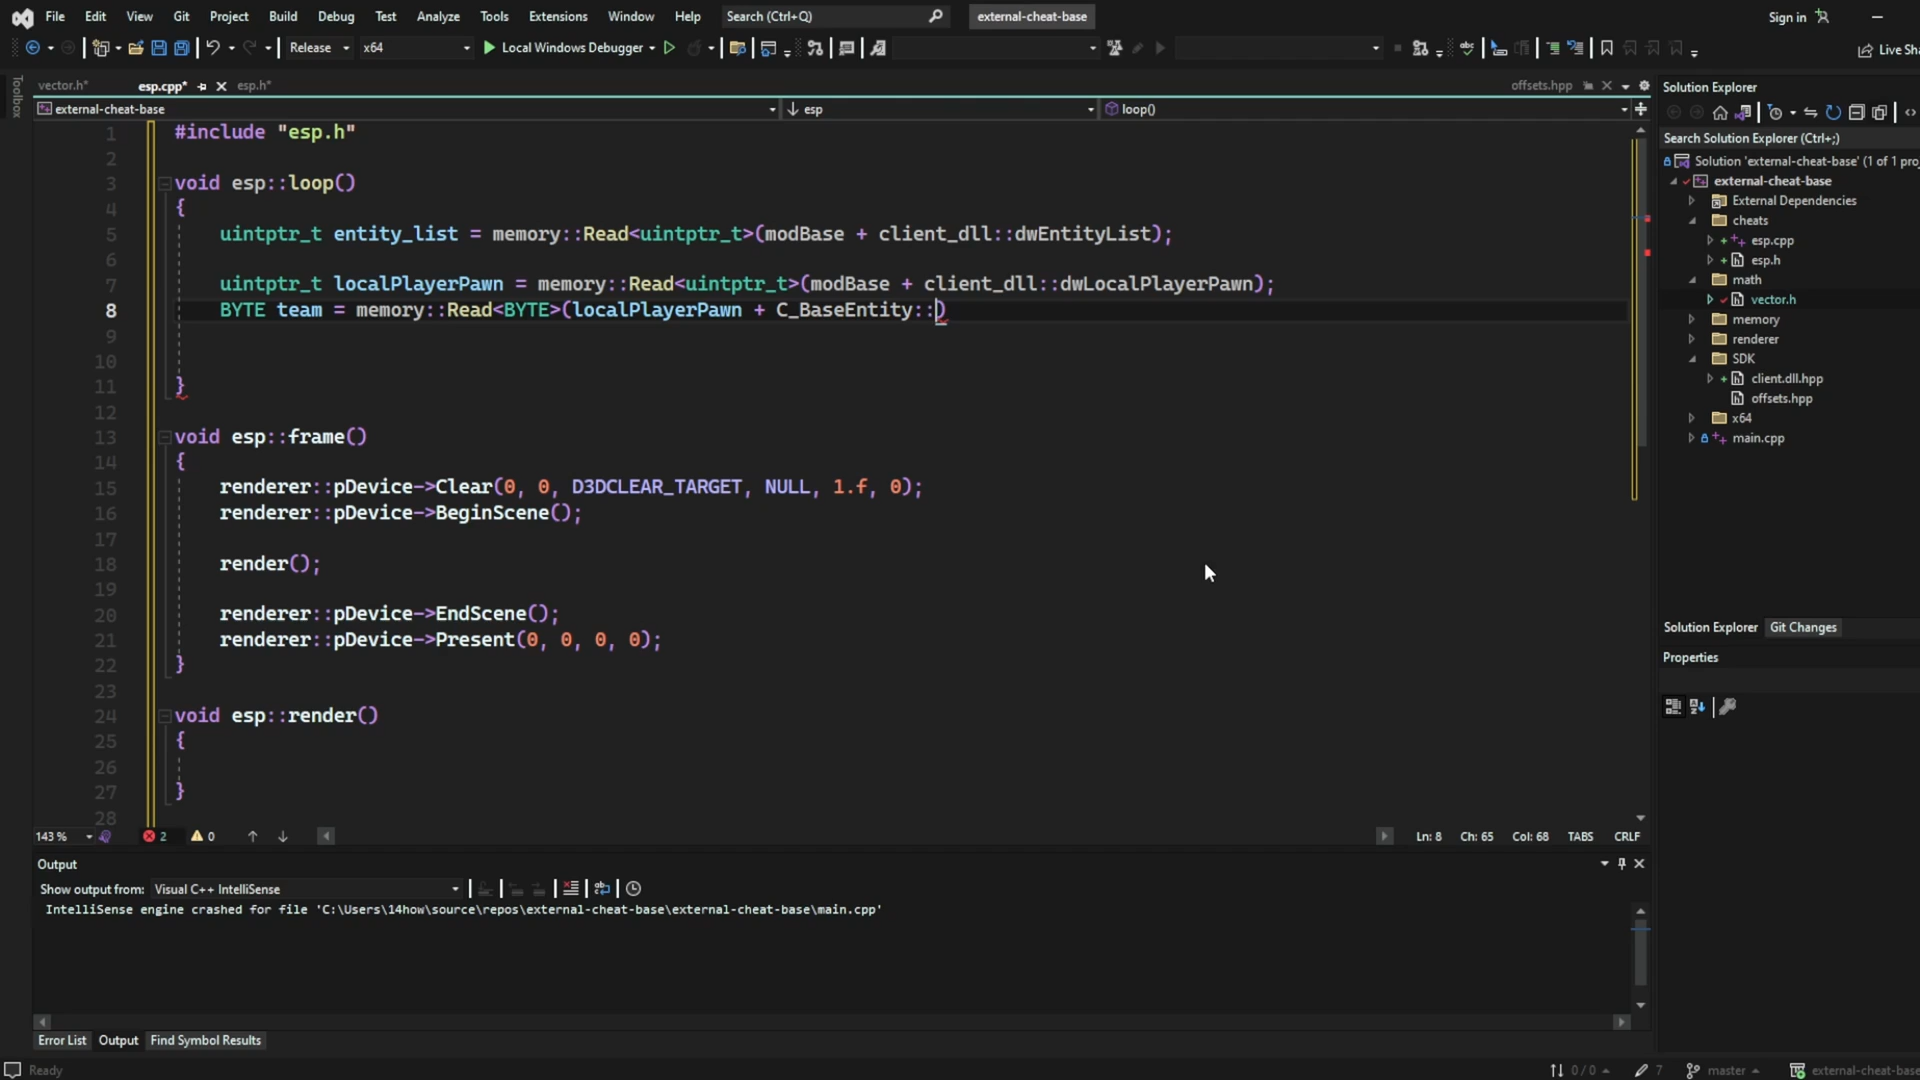 File Edit View Git Project Build Debug Test Analyze Tools Extensions Window Help Search (Ctrl+Q) external-cheat-base Sign in
Release x64 Local Windows Debugger Live Sha
Toolbox
vector.h* esp.cpp* esp.h* offsets.hpp
external-cheat-base esp loop()
1 #include "esp.h"
2
3 void esp::loop()
4 {
5 uintptr_t entity_list = memory::Read<uintptr_t>(modBase + client_dll::dwEntityList);
6
7 uintptr_t localPlayerPawn = memory::Read<uintptr_t>(modBase + client_dll::dwLocalPlayerPawn);
8 BYTE team = memory::Read<BYTE>(localPlayerPawn + C_BaseEntity::)
9
10
11 }
12
13 void esp::frame()
14 {
15 renderer::pDevice->Clear(0, 0, D3DCLEAR_TARGET, NULL, 1.f, 0);
16 renderer::pDevice->BeginScene();
17
18 render();
19
20 renderer::pDevice->EndScene();
21 renderer::pDevice->Present(0, 0, 0, 0);
22 }
23
24 void esp::render()
25 {
26
27 }
28
143 % 2 0 Ln: 8 Ch: 65 Col: 68 TABS CRLF
Output
Show output from: Visual C++ IntelliSense
IntelliSense engine crashed for file 'C:\Users\14how\source\repos\external-cheat-base\external-cheat-base\main.cpp'
Error List Output Find Symbol Results
Solution Explorer
Search Solution Explorer (Ctrl+;)
Solution 'external-cheat-base' (1 of 1 proj
external-cheat-base
External Dependencies
cheats
esp.cpp
esp.h
math
vector.h
memory
renderer
SDK
client.dll.hpp
offsets.hpp
x64
main.cpp
Solution Explorer Git Changes
Properties
Ready 0 / 0 7 master external-cheat-base